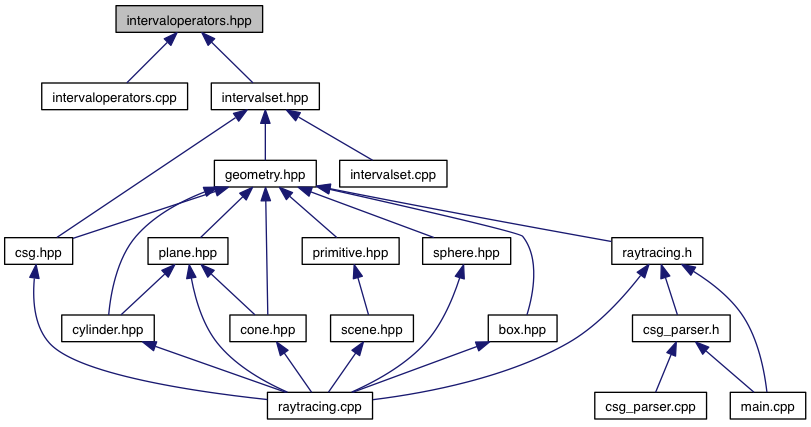 intervaloperators.hpp
intervaloperators.cpp
intervalset.hpp
geometry.hpp
intervalset.cpp
csg.hpp
plane.hpp
primitive.hpp
sphere.hpp
raytracing.h
cylinder.hpp
cone.hpp
scene.hpp
box.hpp
csg_parser.h
raytracing.cpp
csg_parser.cpp
main.cpp